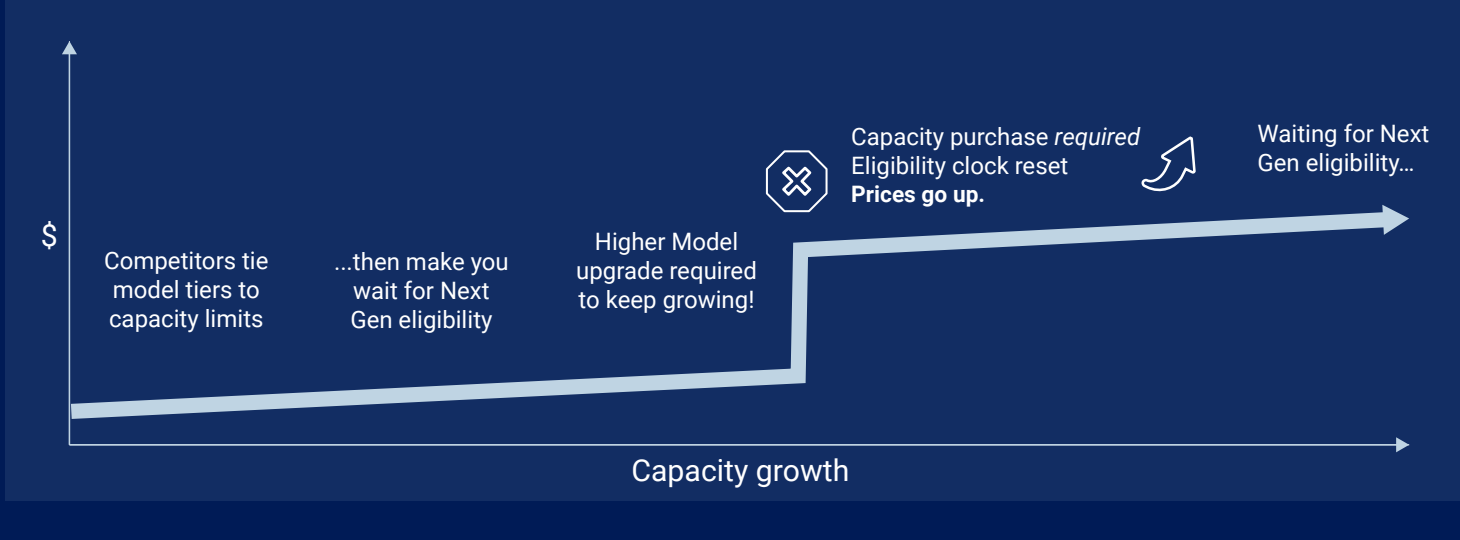 $
Competitors tie
model tiers to
capacity limits
...then make you
wait for Next
Gen eligibility
Higher Model
upgrade required
to keep growing!
Capacity purchase required
Eligibility clock reset
Prices go up.
Waiting for Next
Gen eligibility...
Capacity growth